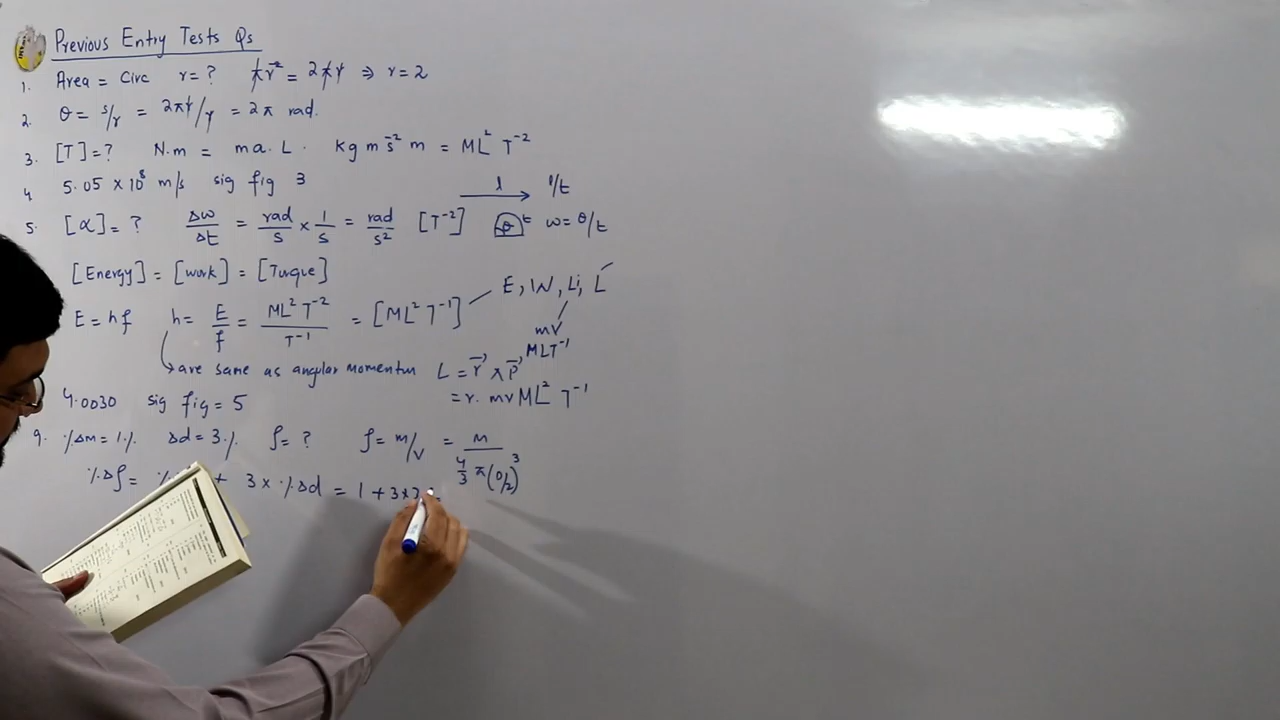 Previous Entry Tests Qs
1. Area = Circ r = ? πr² = 2πr ⇒ r = 2
2. θ = s/r = 2πr/r = 2π rad.
3. [T] = ? N.m = ma. L . kg m s⁻² m = ML² T⁻²
4 5.05 × 10⁸ m/s sig fig 3 l l/t
5. [α] = ? Δω/Δt = rad/s × 1/s = rad/s² [T⁻²] θ t w = θ/t
[Energy] = [work] = [Torque]
E = hf h = E/f = ML² T⁻²/T⁻¹ = [ML² T⁻¹] E, W, Li, L
mv
MLT⁻¹
are same as angular momentum L = r × p
= r. mv ML² T⁻¹
4.0030 sig fig = 5
9. %Δm = 1% Δd = 3% ρ = ? ρ = m/V = m/(4/3 π(D/2)³)
%Δρ = + 3 × %Δd = 1 + 3×3